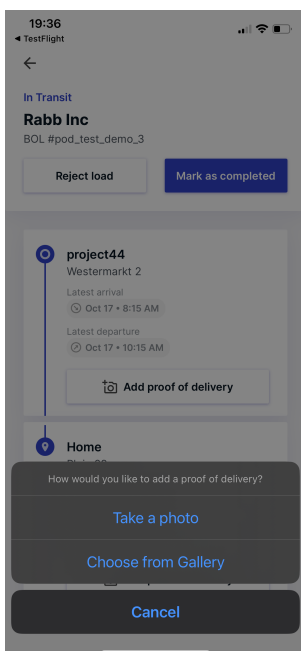 19:36
◀ TestFlight
In Transit
Rabb Inc
BOL #pod_test_demo_3
Reject load
Mark as completed
project44
Westermarkt 2
Latest arrival
Oct 17 • 8:15 AM
Latest departure
Oct 17 • 10:15 AM
Add proof of delivery
Home
How would you like to add a proof of delivery?
Take a photo
Choose from Gallery
Cancel